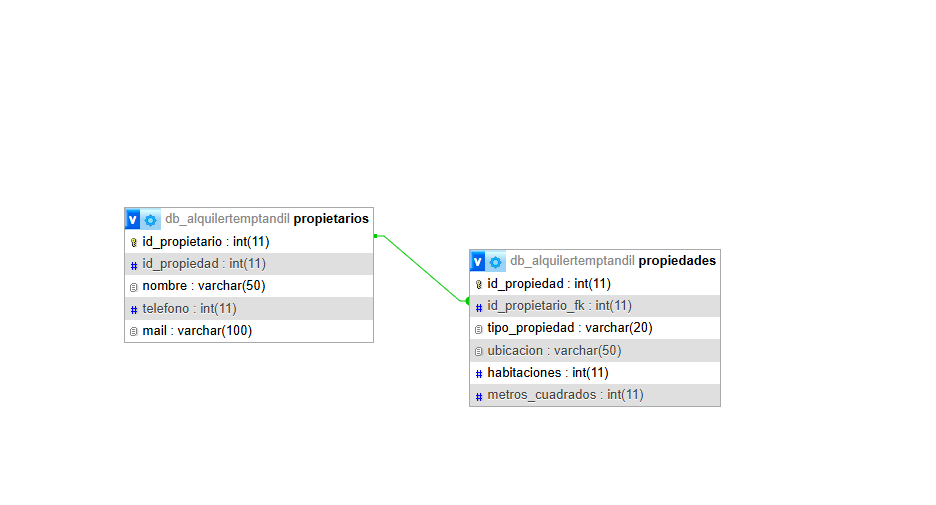 db_alquilertemptandil propietarios
id_propietario : int(11)
id_propiedad : int(11)
nombre : varchar(50)
telefono : int(11)
mail : varchar(100)
db_alquilertemptandil propiedades
id_propiedad : int(11)
id_propietario_fk : int(11)
tipo_propiedad : varchar(20)
ubicacion : varchar(50)
habitaciones : int(11)
metros_cuadrados : int(11)